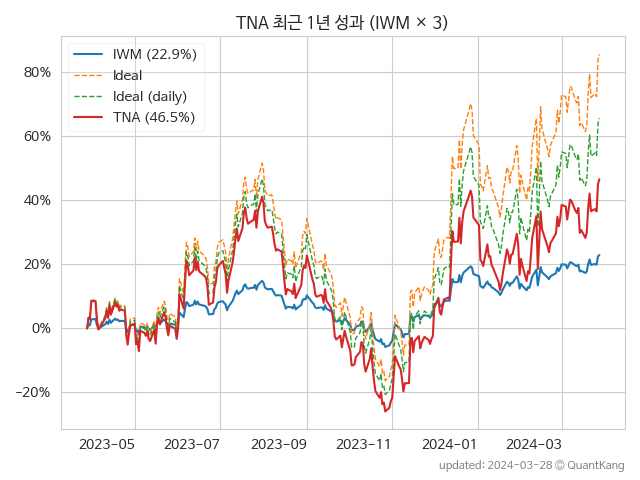 TNA 최근 1년 성과 (IWM × 3)
IWM (22.9%)
Ideal
Ideal (daily)
TNA (46.5%)
80%
60%
40%
20%
0%
−20%
2023-05 2023-07 2023-09 2023-11 2024-01 2024-03
updated: 2024-03-28 © QuantKang